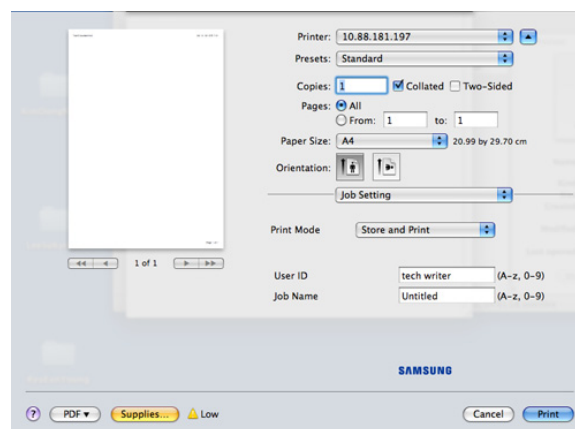 Printer: 10.88.181.197
Presets: Standard
Copies: 1 Collated Two-Sided
Pages: All
From: 1 to: 1
Paper Size: A4 20.99 by 29.70 cm
Orientation:
Job Setting
Print Mode Store and Print
1 of 1
User ID tech writer (A-z, 0-9)
Job Name Untitled (A-z, 0-9)
SAMSUNG
? PDF Supplies... Low Cancel Print